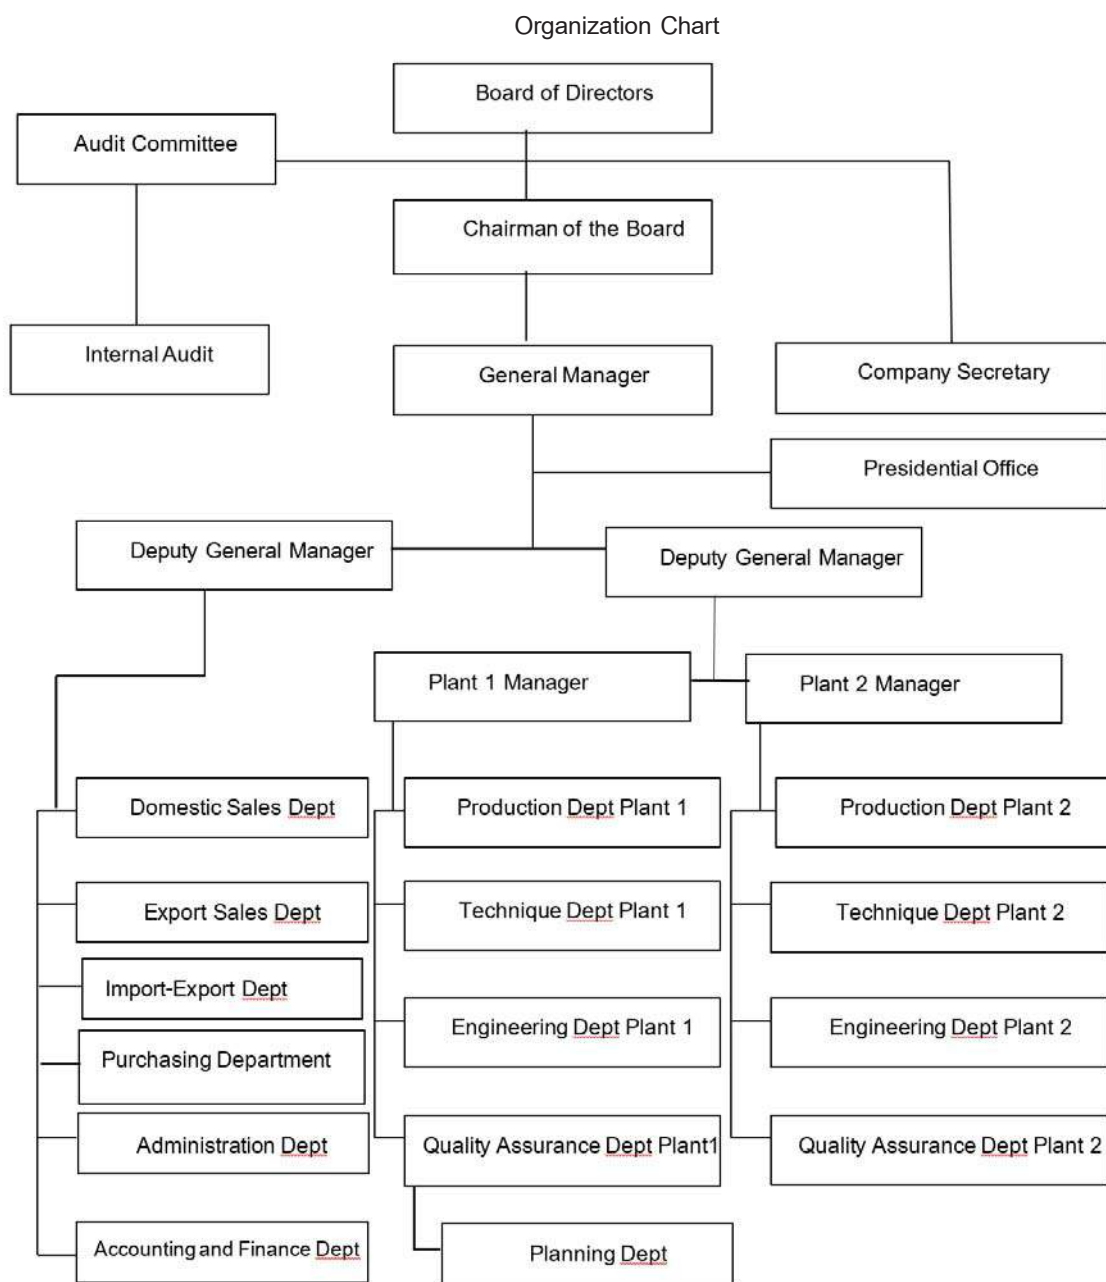 Organization Chart
Board of Directors
Audit Committee
Chairman of the Board
Internal Audit
General Manager
Company Secretary
Presidential Office
Deputy General Manager
Deputy General Manager
Plant 1 Manager
Plant 2 Manager
Domestic Sales Dept
Production Dept Plant 1
Production Dept Plant 2
Export Sales Dept
Technique Dept Plant 1
Technique Dept Plant 2
Import-Export Dept
Engineering Dept Plant 1
Engineering Dept Plant 2
Purchasing Department
Administration Dept
Quality Assurance Dept Plant1
Quality Assurance Dept Plant 2
Accounting and Finance Dept
Planning Dept